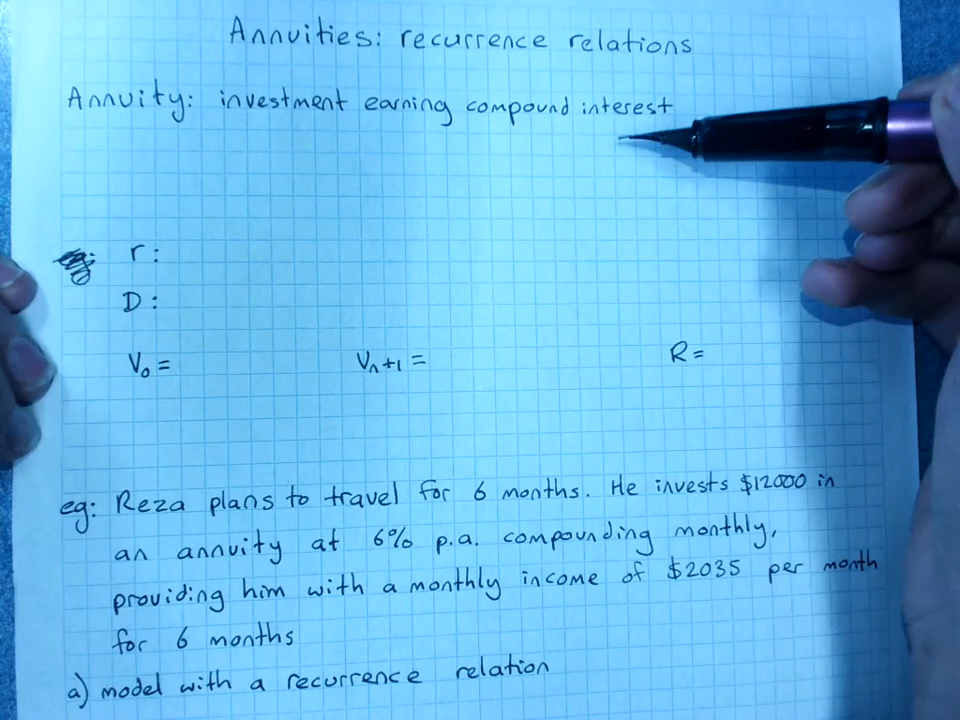 Annuities: recurrence relations
Annuity: investment earning compound interest
r:
D:
V₀ = Vₙ₊₁ = R =
eg: Reza plans to travel for 6 months. He invests $12000 in
an annuity at 6% p.a. compounding monthly,
providing him with a monthly income of $2035 per month
for 6 months
a) model with a recurrence relation